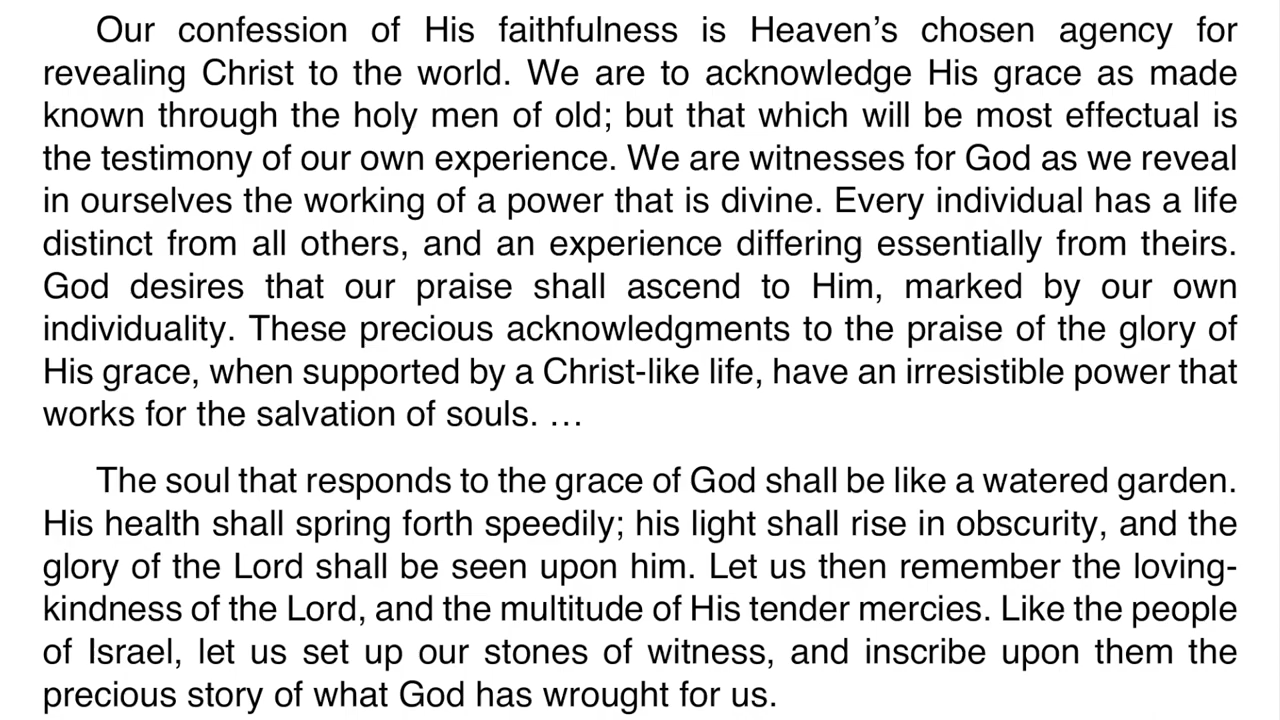 Our confession of His faithfulness is Heaven’s chosen agency for
revealing Christ to the world. We are to acknowledge His grace as made
known through the holy men of old; but that which will be most effectual is
the testimony of our own experience. We are witnesses for God as we reveal
in ourselves the working of a power that is divine. Every individual has a life
distinct from all others, and an experience differing essentially from theirs.
God desires that our praise shall ascend to Him, marked by our own
individuality. These precious acknowledgments to the praise of the glory of
His grace, when supported by a Christ-like life, have an irresistible power that
works for the salvation of souls. …
The soul that responds to the grace of God shall be like a watered garden.
His health shall spring forth speedily; his light shall rise in obscurity, and the
glory of the Lord shall be seen upon him. Let us then remember the loving-
kindness of the Lord, and the multitude of His tender mercies. Like the people
of Israel, let us set up our stones of witness, and inscribe upon them the
precious story of what God has wrought for us.